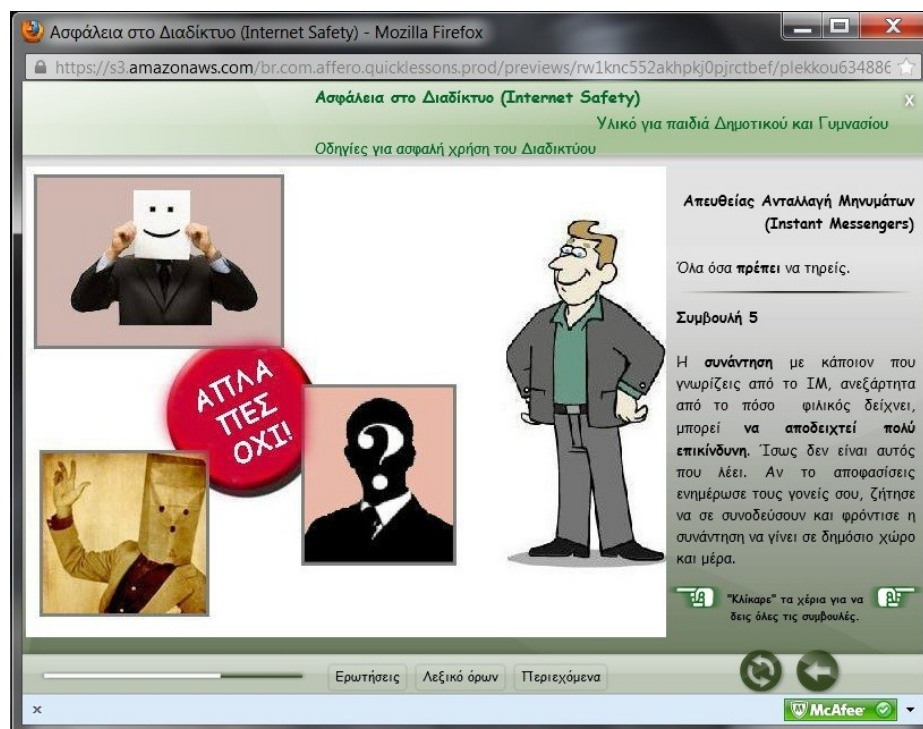 Ασφάλεια στο Διαδίκτυο (Internet Safety) - Mozilla Firefox
https://s3.amazonaws.com/br.com.affero.quicklessons.prod/previews/rw1knc552akhpkj0pjrctbef/plekkou634886
Ασφάλεια στο Διαδίκτυο (Internet Safety)
X
Υλικό για παιδιά Δημοτικού και Γυμνασίου
Οδηγίες για ασφαλή χρήση του Διαδικτύου
ΑΠΛΑ
ΠΕΣ
ΟΧΙ!
?
Απευθείας Ανταλλαγή Μηνυμάτων
(Instant Messengers)
Όλα όσα πρέπει να τηρείς.
Συμβουλή 5
Η συνάντηση με κάποιον που
γνωρίζεις από το ΙΜ, ανεξάρτητα
από το πόσο φιλικός δείχνει,
μπορεί να αποδειχτεί πολύ
επικίνδυνη. Ίσως δεν είναι αυτός
που λέει. Αν το αποφασίσεις
ενημέρωσε τους γονείς σου, ζήτησε
να σε συνοδεύσουν και φρόντισε η
συνάντηση να γίνει σε δημόσιο χώρο
και μέρα.
"Κλίκαρε" τα χέρια για να
δεις όλες τις συμβουλές.
Ερωτήσεις Λεξικό όρων Περιεχόμενα
x
McAfee